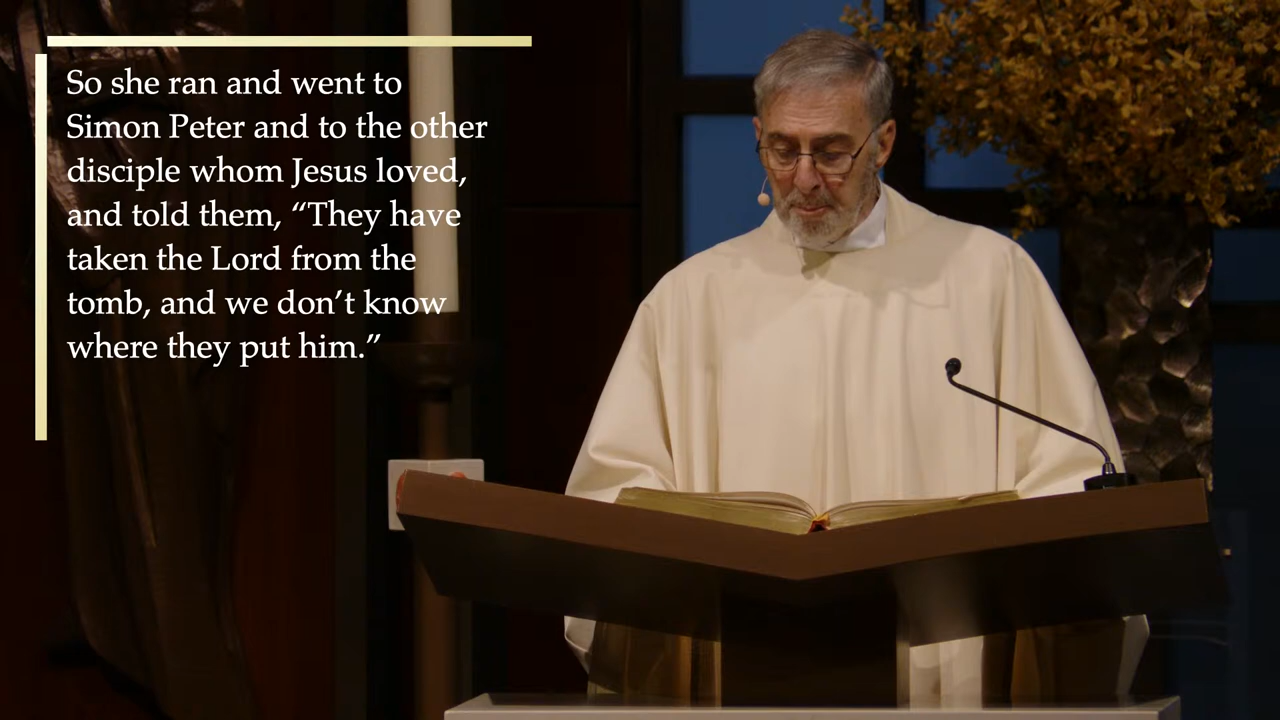 So she ran and went to
Simon Peter and to the other
disciple whom Jesus loved,
and told them, “They have
taken the Lord from the
tomb, and we don’t know
where they put him.”